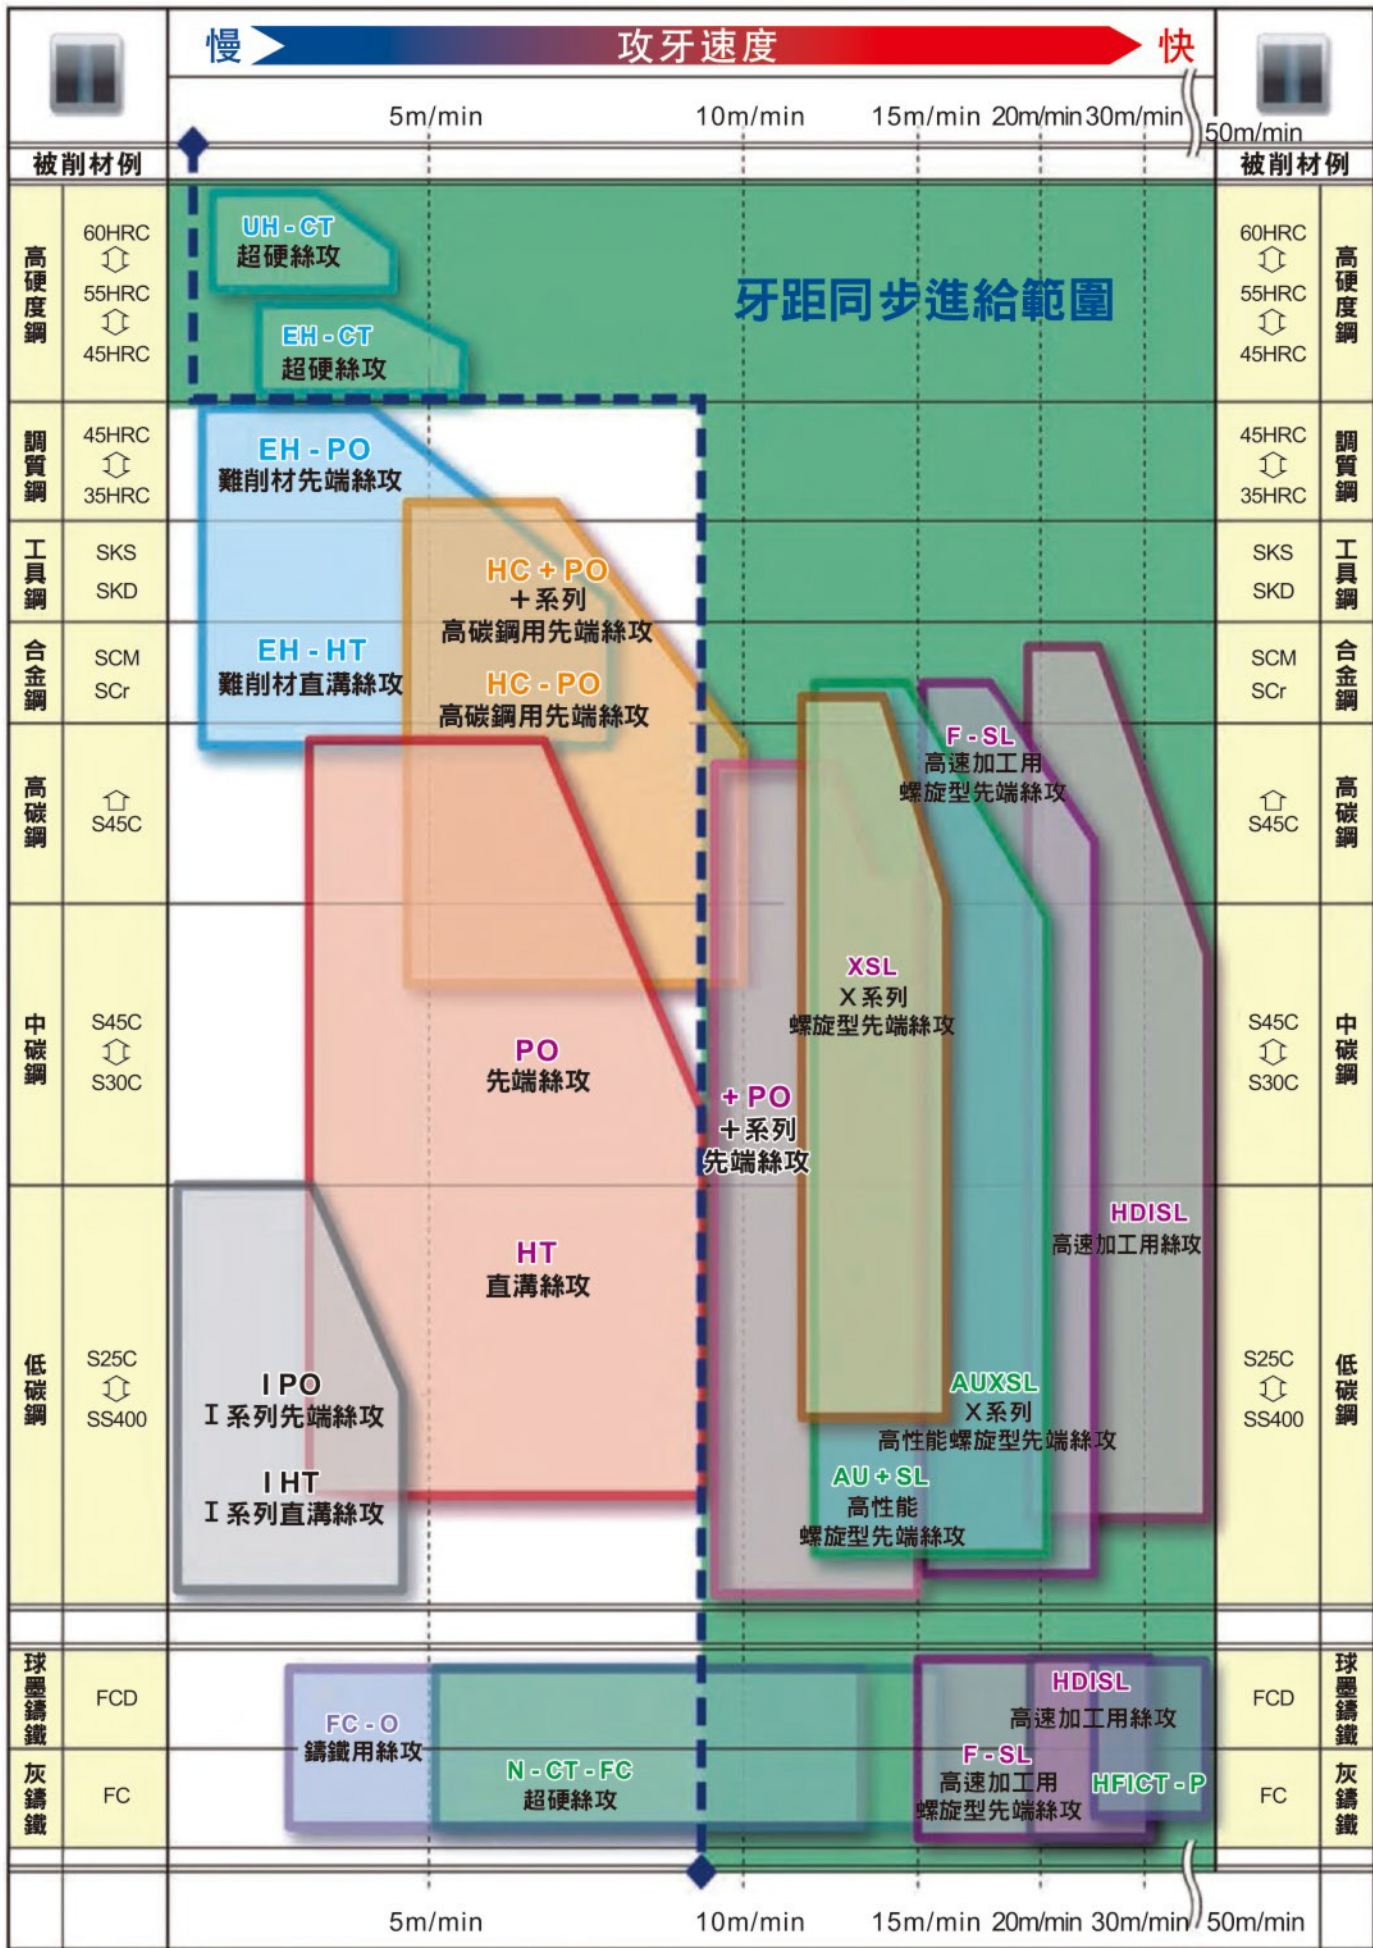 慢 攻牙速度 快
5m/min 10m/min 15m/min 20m/min 30m/min 50m/min
被削材例 被削材例
高硬度鋼
60HRC
55HRC
45HRC
UH - CT
超硬絲攻
EH - CT
超硬絲攻
牙距同步進給範圍
60HRC
55HRC
45HRC
高硬度鋼
調質鋼
45HRC
35HRC
EH - PO
難削材先端絲攻
45HRC
35HRC
調質鋼
工具鋼
SKS
SKD
HC + PO
＋系列
高碳鋼用先端絲攻
SKS
SKD
工具鋼
合金鋼
SCM
SCr
EH - HT
難削材直溝絲攻
HC - PO
高碳鋼用先端絲攻
SCM
SCr
合金鋼
高碳鋼
S45C
F - SL
高速加工用
螺旋型先端絲攻
S45C
高碳鋼
中碳鋼
S45C
S30C
PO
先端絲攻
XSL
X系列
螺旋型先端絲攻
+ PO
＋系列
先端絲攻
S45C
S30C
中碳鋼
低碳鋼
S25C
SS400
HT
直溝絲攻
HDISL
高速加工用絲攻
I PO
I系列先端絲攻
I HT
I系列直溝絲攻
AUXSL
X系列
高性能螺旋型先端絲攻
AU + SL
高性能
螺旋型先端絲攻
S25C
SS400
低碳鋼
球墨鑄鐵
FCD
FC - O
鑄鐵用絲攻
HDISL
高速加工用絲攻
FCD
球墨鑄鐵
灰鑄鐵
FC
N - CT - FC
超硬絲攻
F - SL
高速加工用
螺旋型先端絲攻
HFICT - P
FC
灰鑄鐵
5m/min 10m/min 15m/min 20m/min 30m/min 50m/min